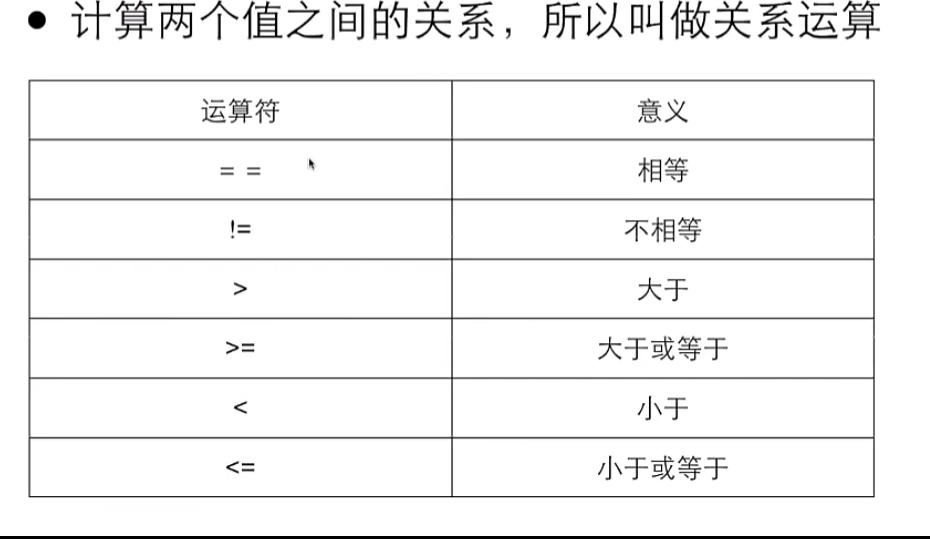 • 计算两个值之间的关系，所以叫做关系运算
运算符 意义
= = 相等
!= 不相等
> 大于
>= 大于或等于
< 小于
<= 小于或等于